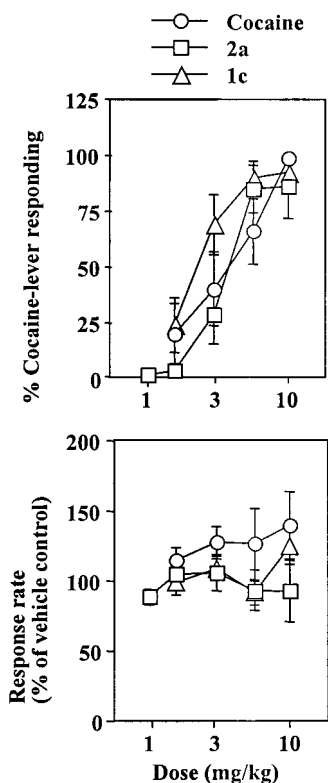 Cocaine
2a
1c
% Cocaine-lever responding
125
100
75
50
25
0
1
3
10
Response rate
(% of vehicle control)
200
150
100
50
0
1
3
10
Dose (mg/kg)